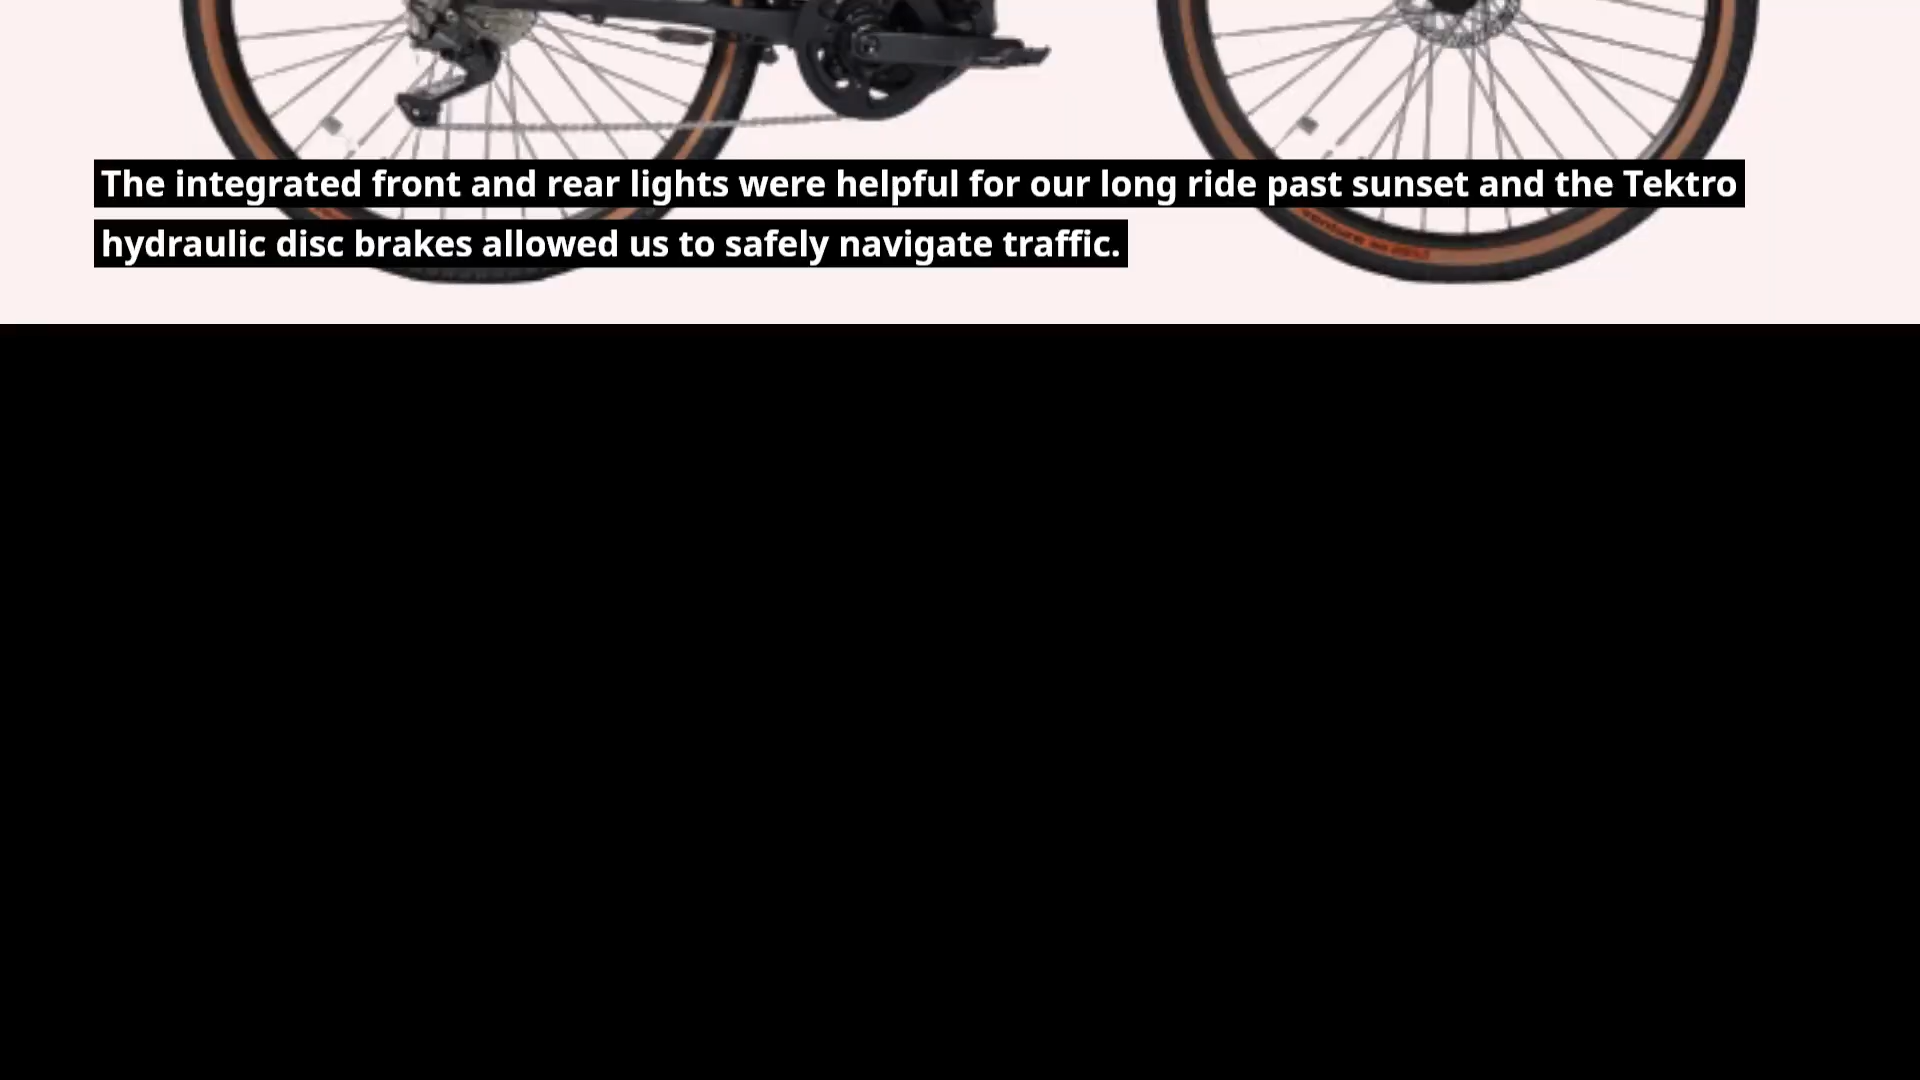 The integrated front and rear lights were helpful for our long ride past sunset and the Tektro
hydraulic disc brakes allowed us to safely navigate traffic.